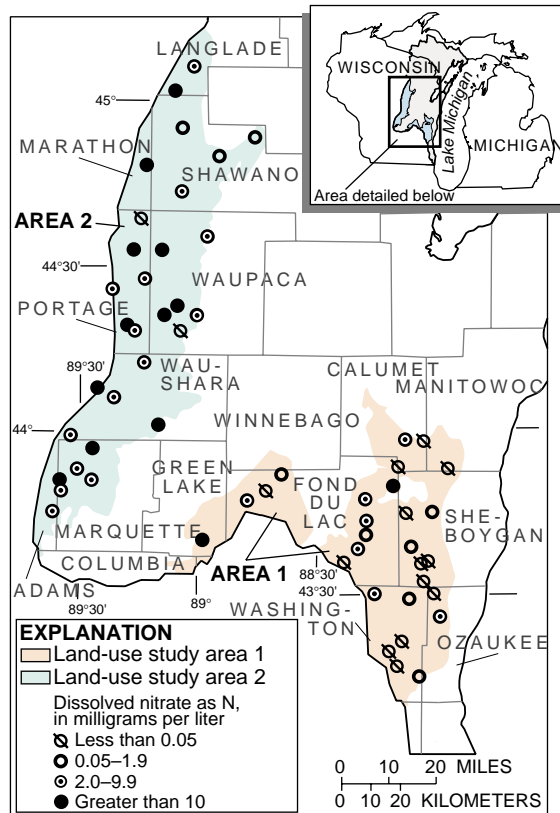 LANGLADE
45°
MARATHON
SHAWANO
AREA 2
44°30'
WAUPACA
PORTAGE
89°30'
WAU-
SHARA
CALUMET
MANITOWOC
44°
WINNEBAGO
GREEN
LAKE
FOND
DU
LAC
SHE-
BOYGAN
MARQUETTE
COLUMBIA
AREA 1
ADAMS
89°30'
89°
88°30'
43°30'
WASHING-
TON
OZAUKEE
WISCONSIN
Lake Michigan
MICHIGAN
Area detailed below
EXPLANATION
Land-use study area 1
Land-use study area 2
Dissolved nitrate as N,
in milligrams per liter
Less than 0.05
0.05–1.9
2.0–9.9
Greater than 10
0 10 20 MILES
0 10 20 KILOMETERS